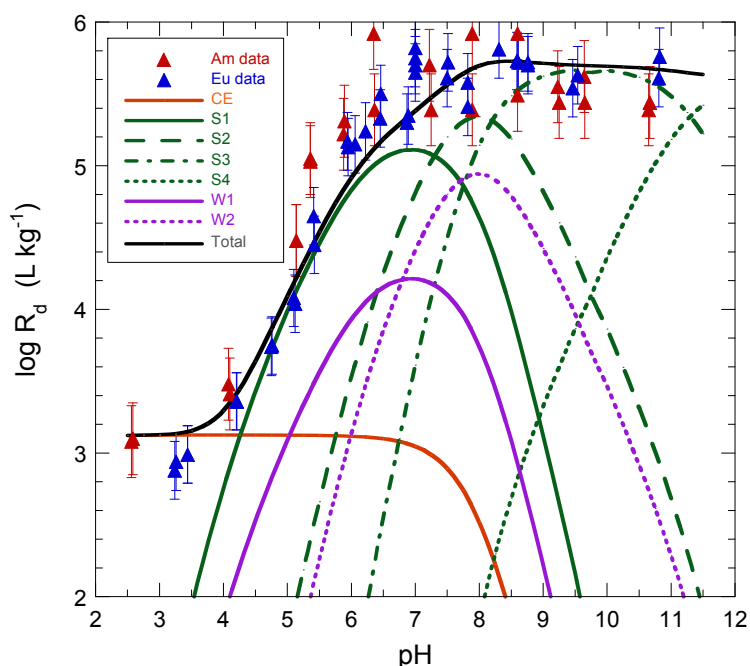 6
5
4
3
2
log R_d (L kg⁻¹)
Am data
Eu data
CE
S1
S2
S3
S4
W1
W2
Total
2 3 4 5 6 7 8 9 10 11 12
pH